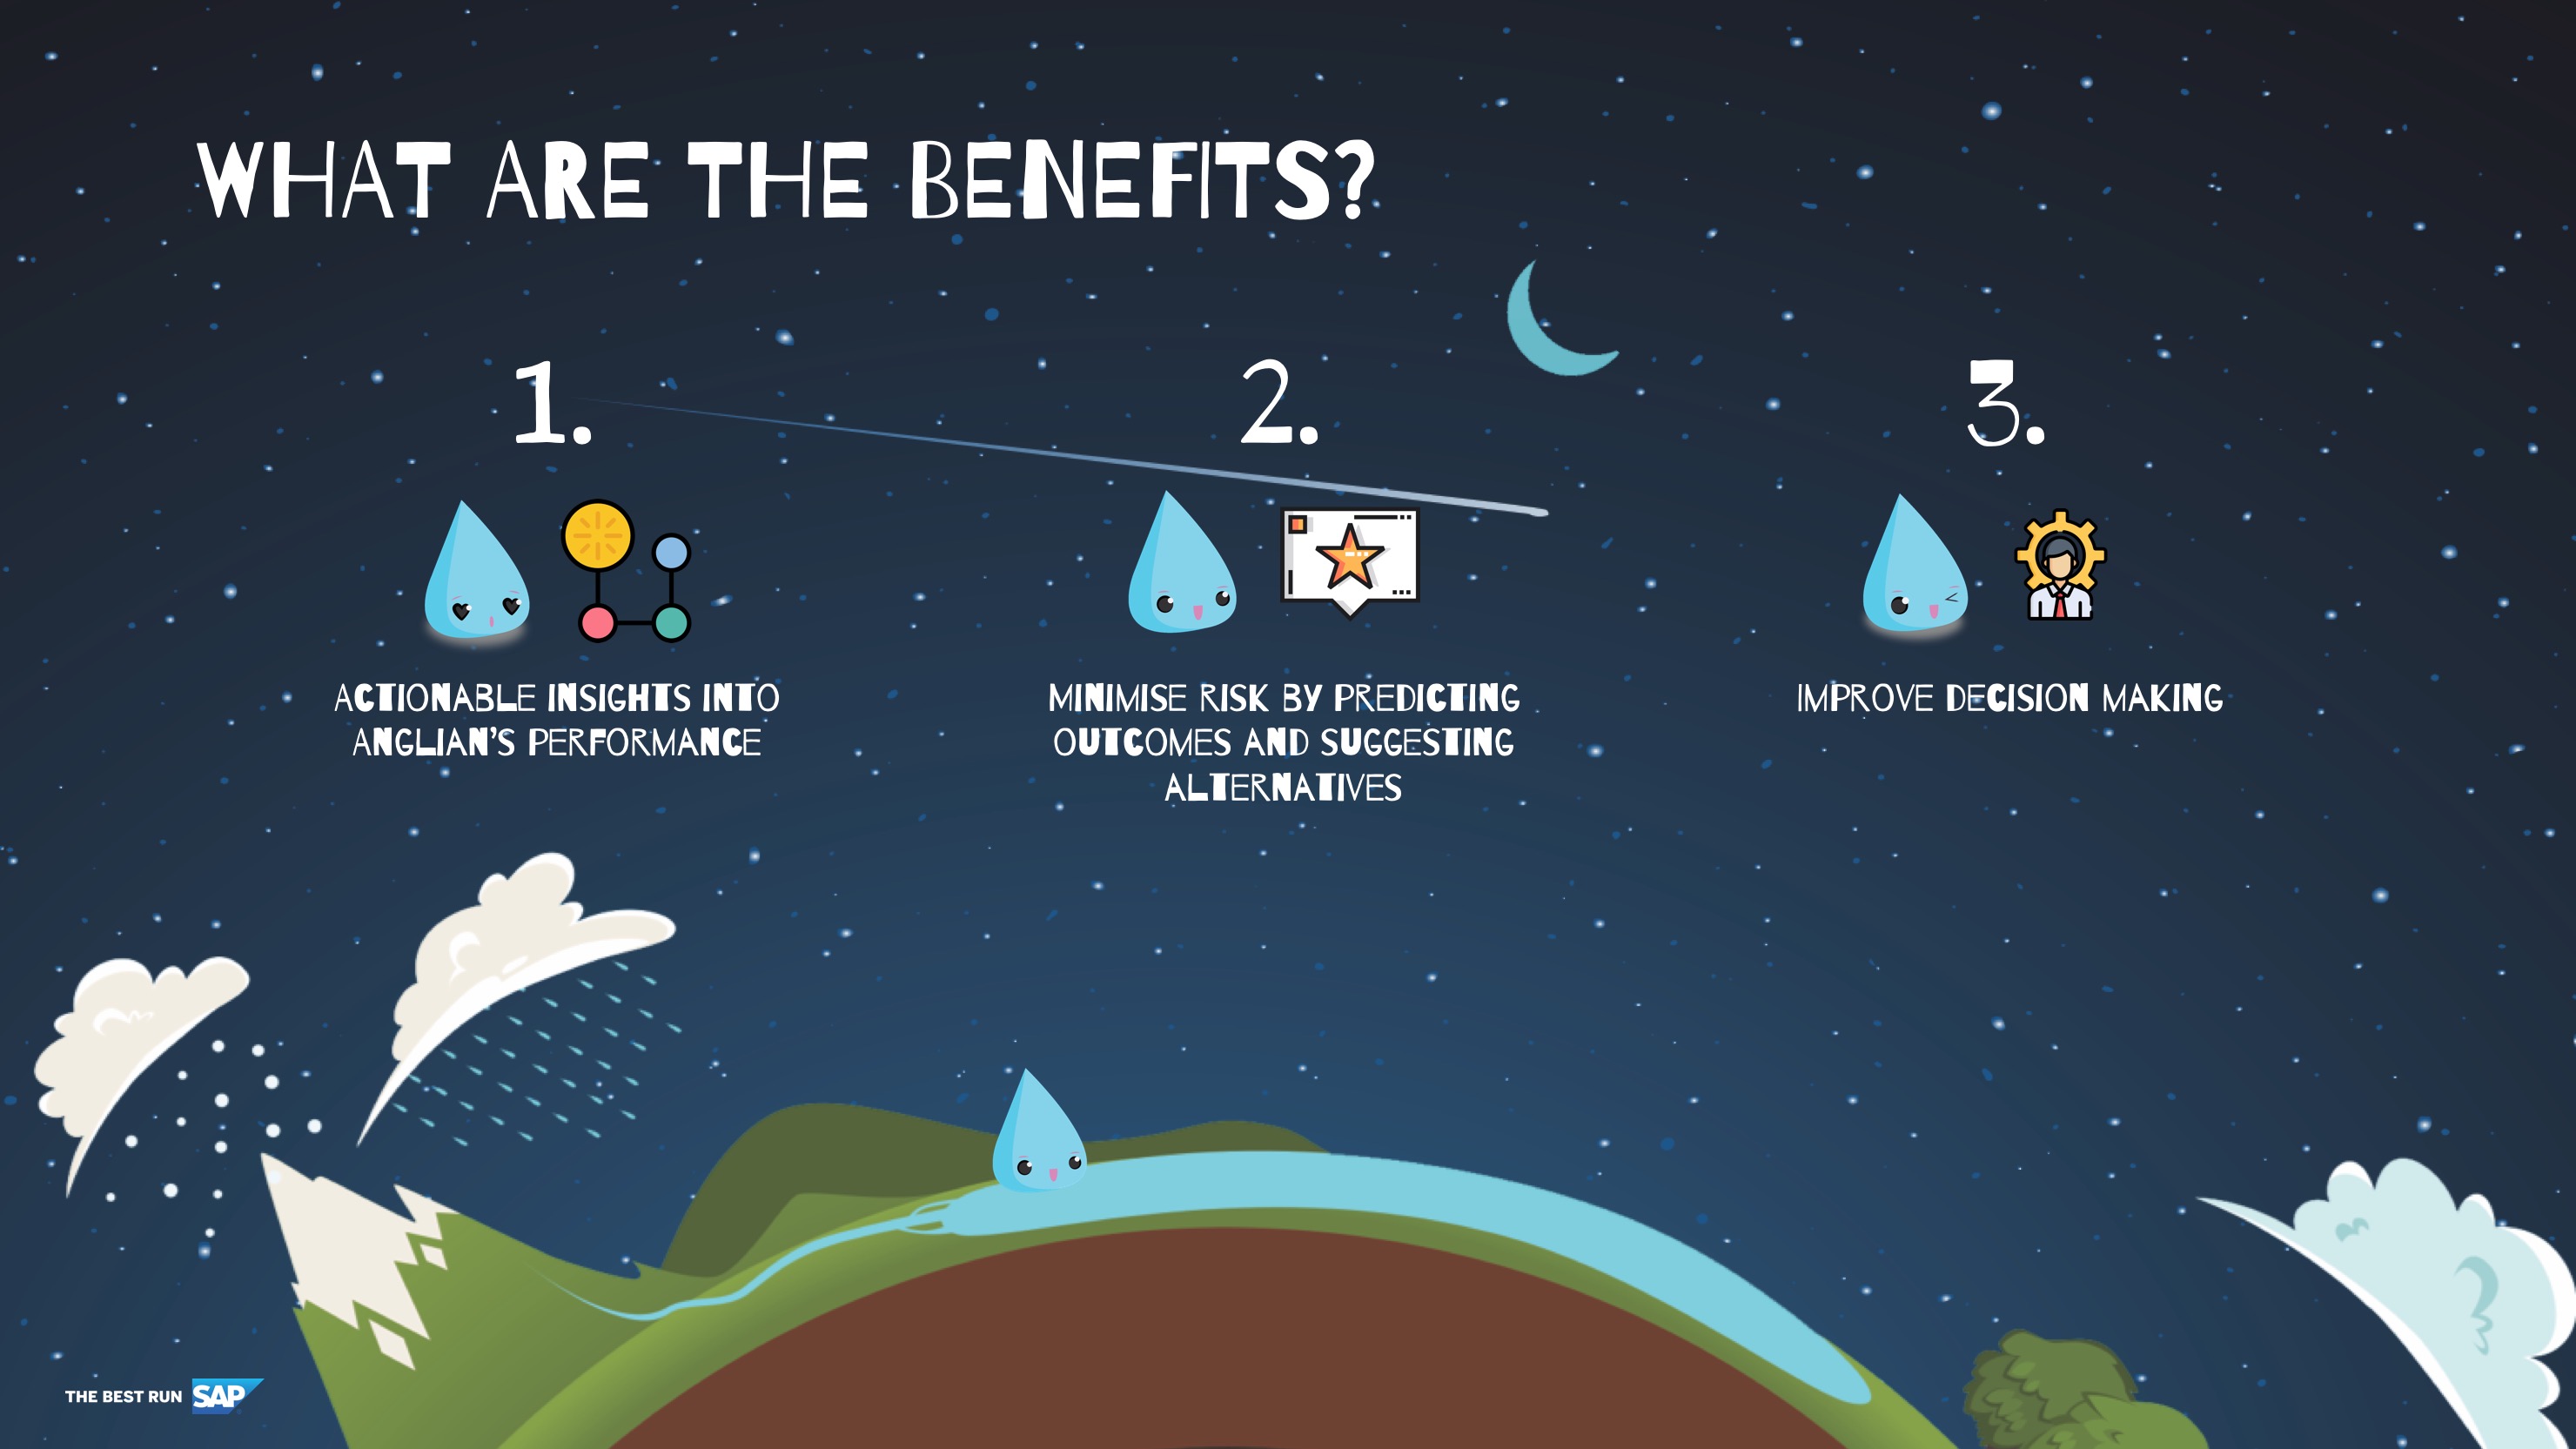 WHAT ARE THE BENEFITS?
1.
ACTIONABLE INSIGHTS INTO
ANGLIAN'S PERFORMANCE
2.
MINIMISE RISK BY PREDICTING
OUTCOMES AND SUGGESTING
ALTERNATIVES
3.
IMPROVE DECISION MAKING
THE BEST RUN SAP